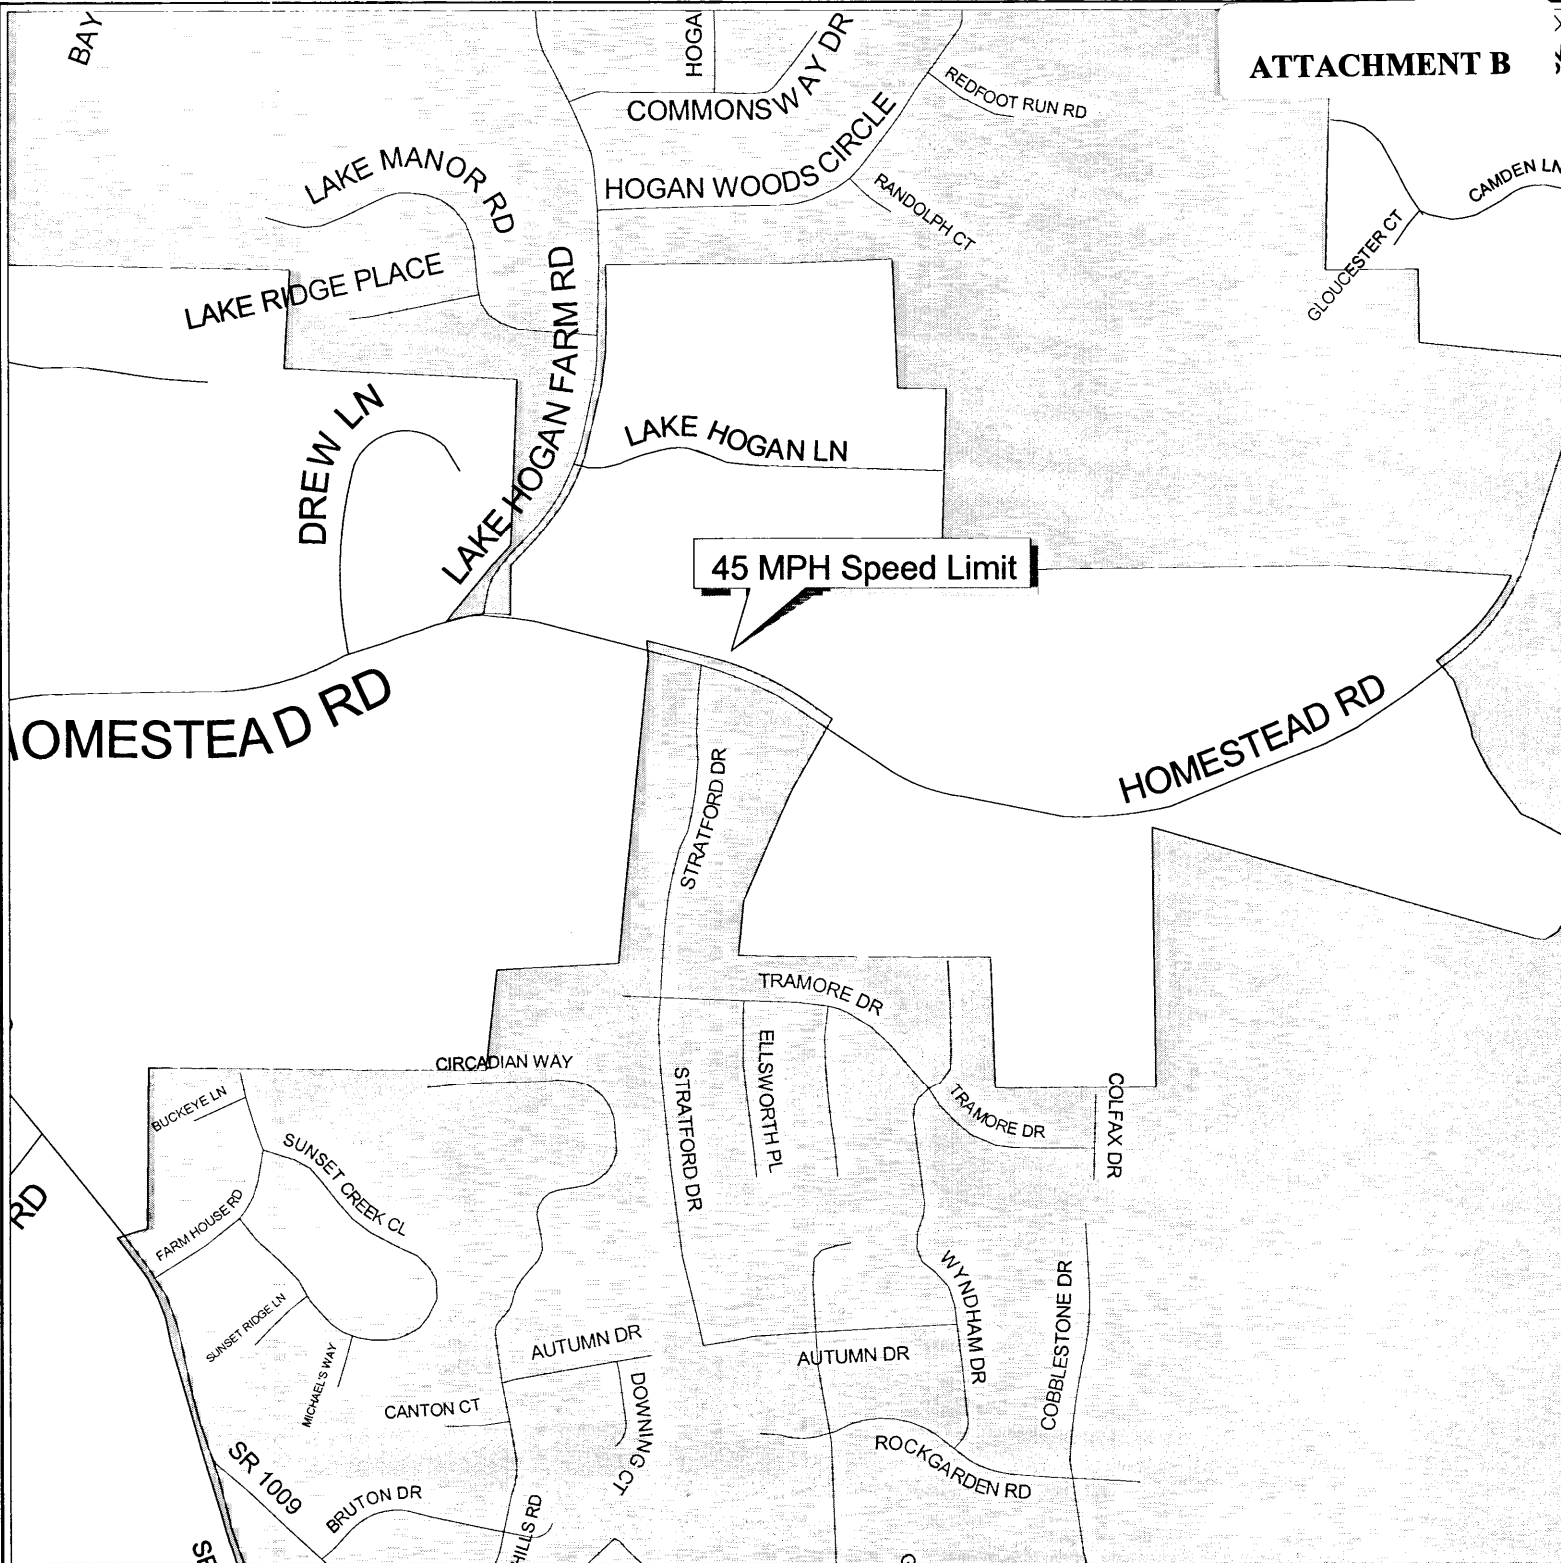 BAY
HOGA
COMMONSWAY DR
ATTACHMENT B
REDFOOT RUN RD
LAKE MANOR RD
HOGAN WOODS CIRCLE
RANDOLPH CT
CAMDEN LN
GLOUCESTER CT
LAKE RIDGE PLACE
LAKE HOGAN FARM RD
DREW LN
LAKE HOGAN LN
45 MPH Speed Limit
HOMESTEAD RD
OMESTEAD RD
STRATFORD DR
TRAMORE DR
CIRCADIAN WAY
ELLSWORTH PL
BUCKEYE LN
STRATFORD DR
TRAMORE DR
COLFAX DR
SUNSET CREEK CL
RD
FARM HOUSE RD
WYNDHAM DR
COBBLESTONE DR
SUNSET RIDGE LN
MICHAEL'S WAY
AUTUMN DR
AUTUMN DR
CANTON CT
DOWNING CT
ROCKGARDEN RD
SR 1009
BRUTON DR
HILLS RD
SR